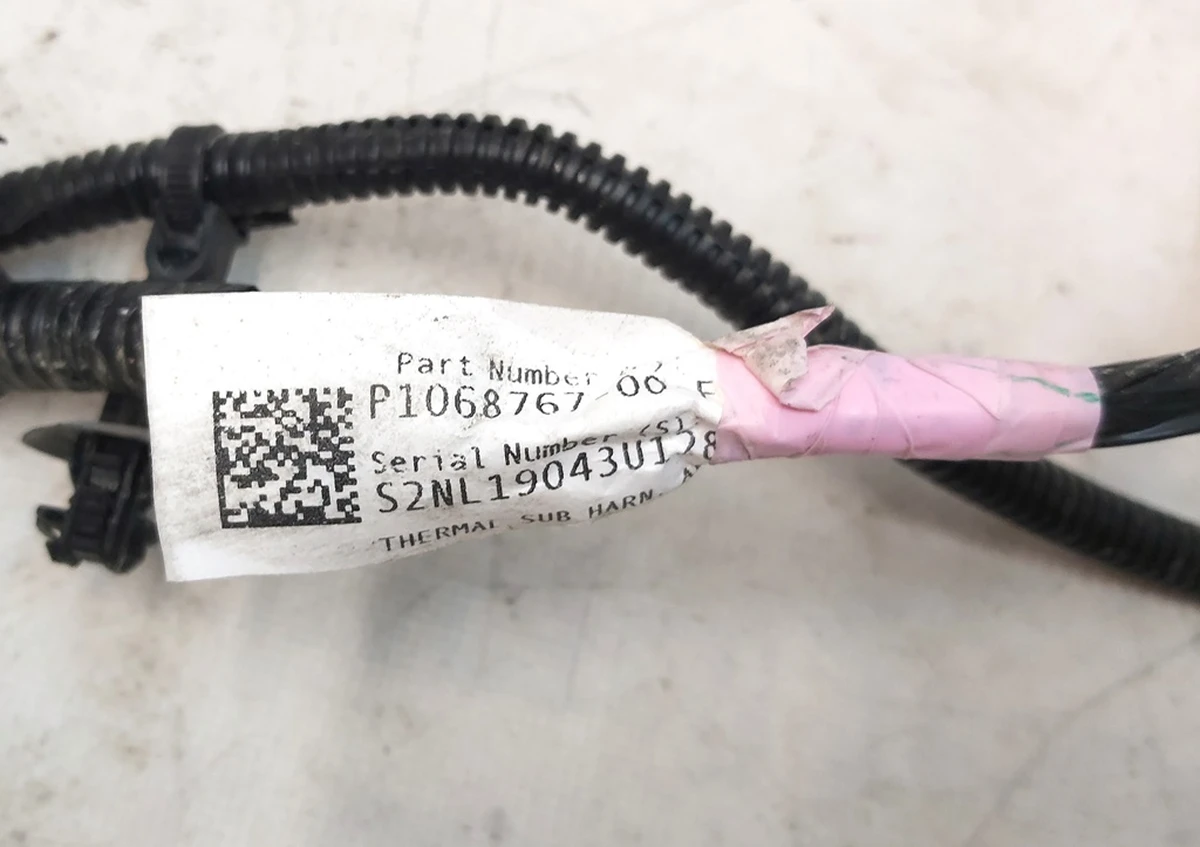 Part Number
P1068767-00
Serial Number (S):
S2NL19043U128
THERMAL SUB HARN.